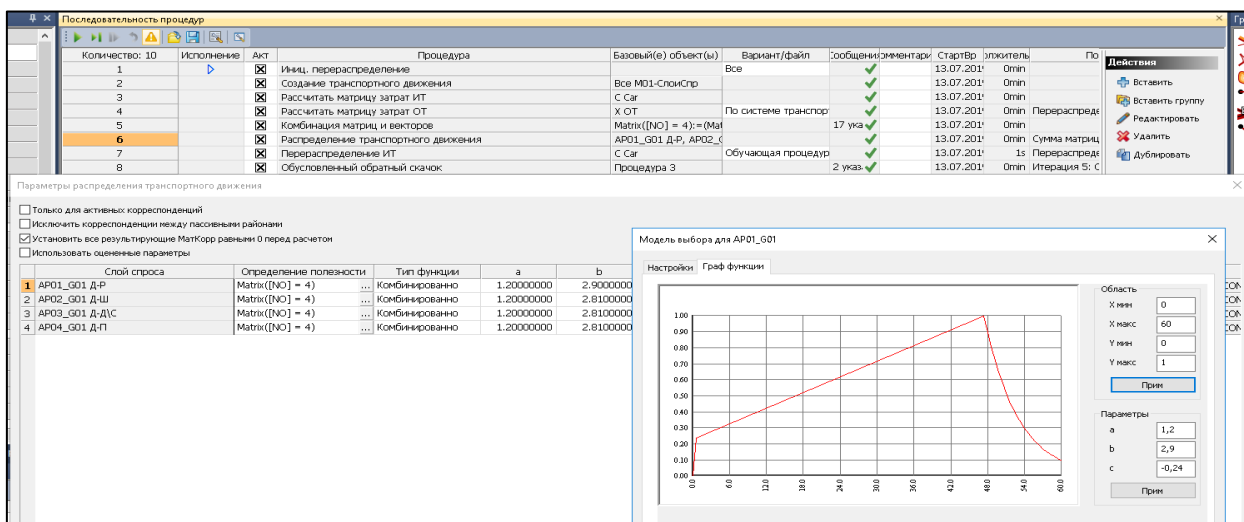 Последовательность процедур
Количество: 10 Исполнение Акт Процедура Базовый(е) объект(ы) Вариант/файл СтартВр По
1 Иниц. перераспределение Все 13.07.201 0min
2 Создание транспортного движения Все M01-СлоиСпр 13.07.201 0min
3 Рассчитать матрицу затрат ИТ C Car 13.07.201 0min
4 Рассчитать матрицу затрат ОТ X ОТ По системе транспор 13.07.201 0min Перераспреде
5 Комбинация матриц и векторов Matrix([NO] = 4):=(Mat 17 ука 13.07.201 0min
6 Распределение транспортного движения AP01_G01 Д-Р, AP02_ 13.07.201 0min Сумма матриц
7 Перераспределение ИТ C Car Обучающая процедур 13.07.201 1s Перераспреде
8 Обусловленный обратный скачок Процедура 3 2 указ. 13.07.201 0min Итерация 5: С
Действия
Вставить
Вставить группу
Редактировать
Удалить
Дублировать
Параметры распределения транспортного движения
Только для активных корреспонденций
Исключить корреспонденции между пассивными районами
Установить все результирующие МатКорр равными 0 перед расчетом
Использовать оцененные параметры
Слой спроса Определение полезности Тип функции a b
1 AP01_G01 Д-Р Matrix([NO] = 4) ... Комбинированно 1.20000000 2.9000000
2 AP02_G01 Д-Ш Matrix([NO] = 4) ... Комбинированно 1.20000000 2.8100000
3 AP03_G01 Д-Д\С Matrix([NO] = 4) ... Комбинированно 1.20000000 2.8100000
4 AP04_G01 Д-П Matrix([NO] = 4) ... Комбинированно 1.20000000 2.8100000
Модель выбора для AP01_G01
Настройки Граф функции
1.00
0.90
0.80
0.70
0.60
0.50
0.40
0.30
0.20
0.10
0.00
0.0 6.0 12.0 18.0 24.0 30.0 36.0 42.0 48.0 54.0 60.0
Область
X мин 0
X макс 60
Y мин 0
Y макс 1
Прим
Параметры
a 1,2
b 2,9
c -0,24
Прим